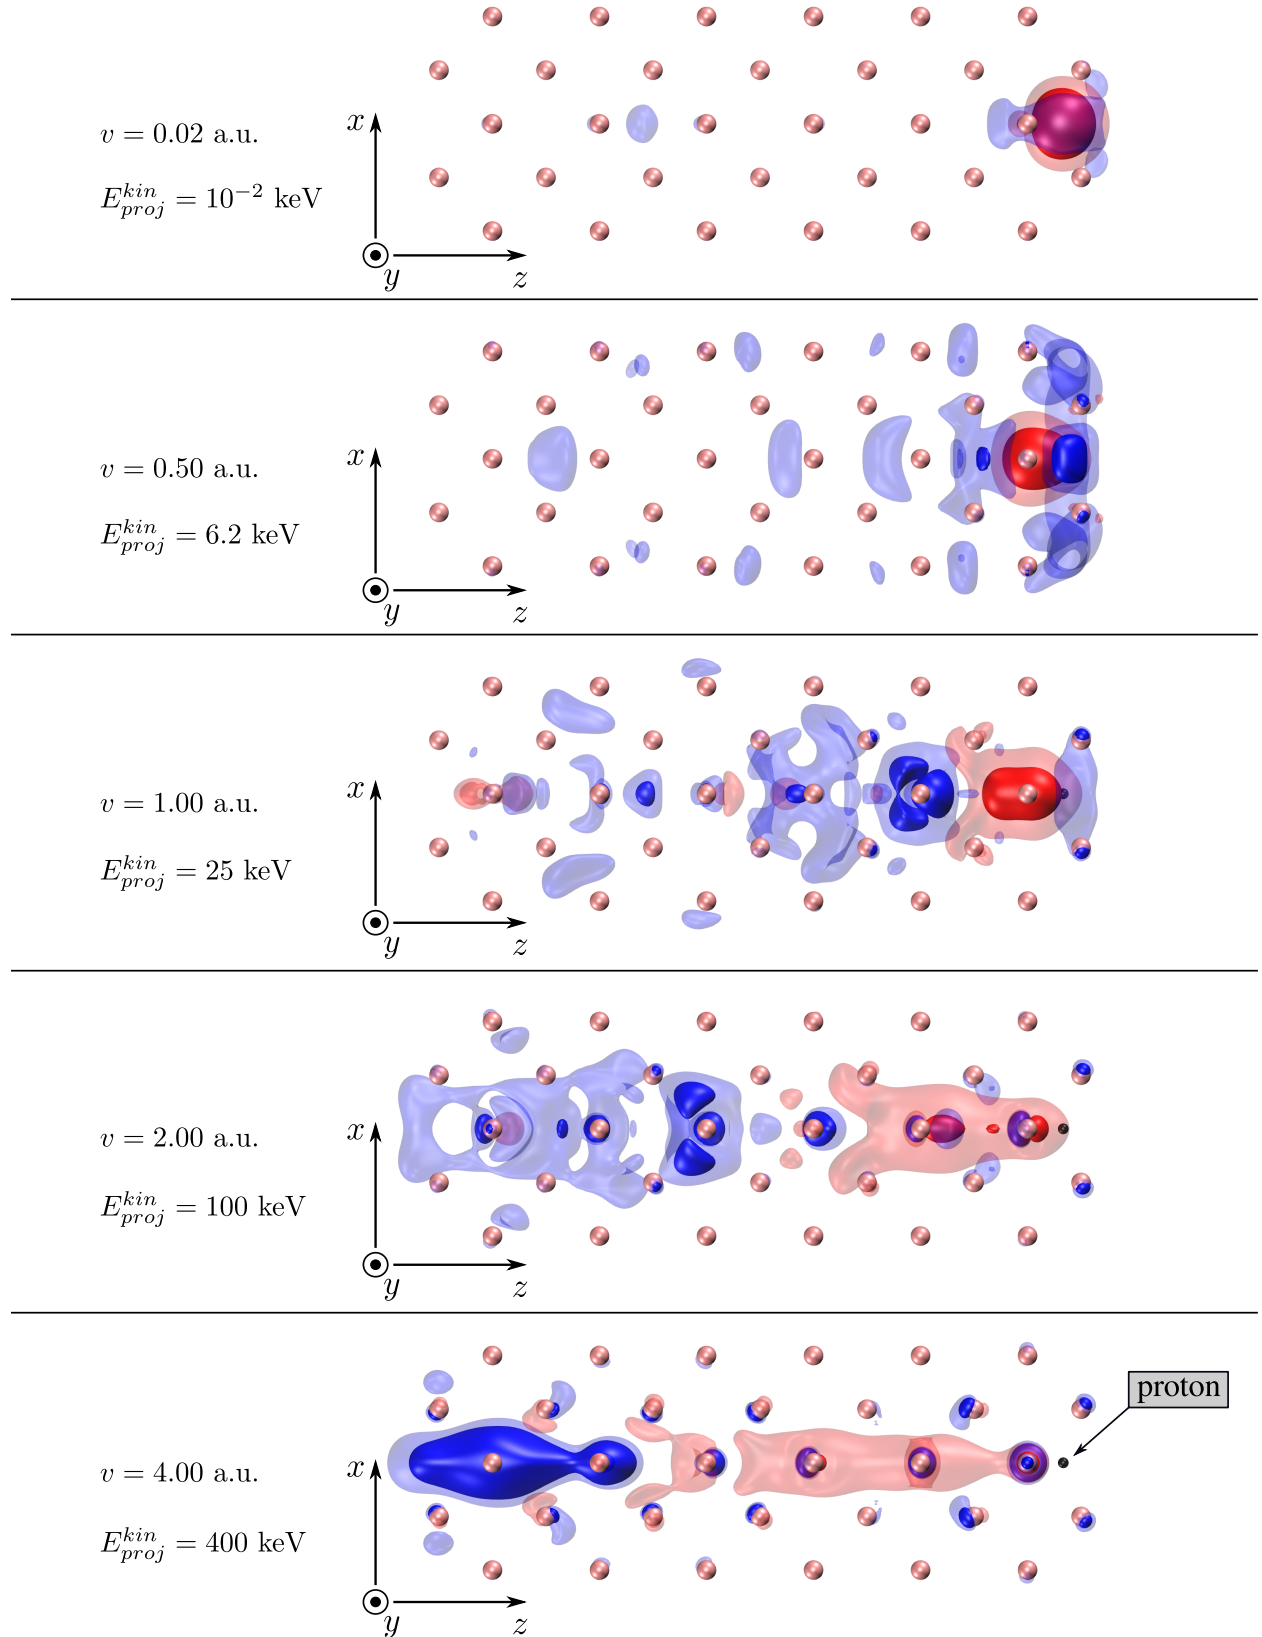 x
v = 0.02 a.u.
E_{proj}^{kin} = 10^{-2} keV
y
z
x
v = 0.50 a.u.
E_{proj}^{kin} = 6.2 keV
y
z
x
v = 1.00 a.u.
E_{proj}^{kin} = 25 keV
y
z
x
v = 2.00 a.u.
E_{proj}^{kin} = 100 keV
y
z
proton
x
v = 4.00 a.u.
E_{proj}^{kin} = 400 keV
y
z